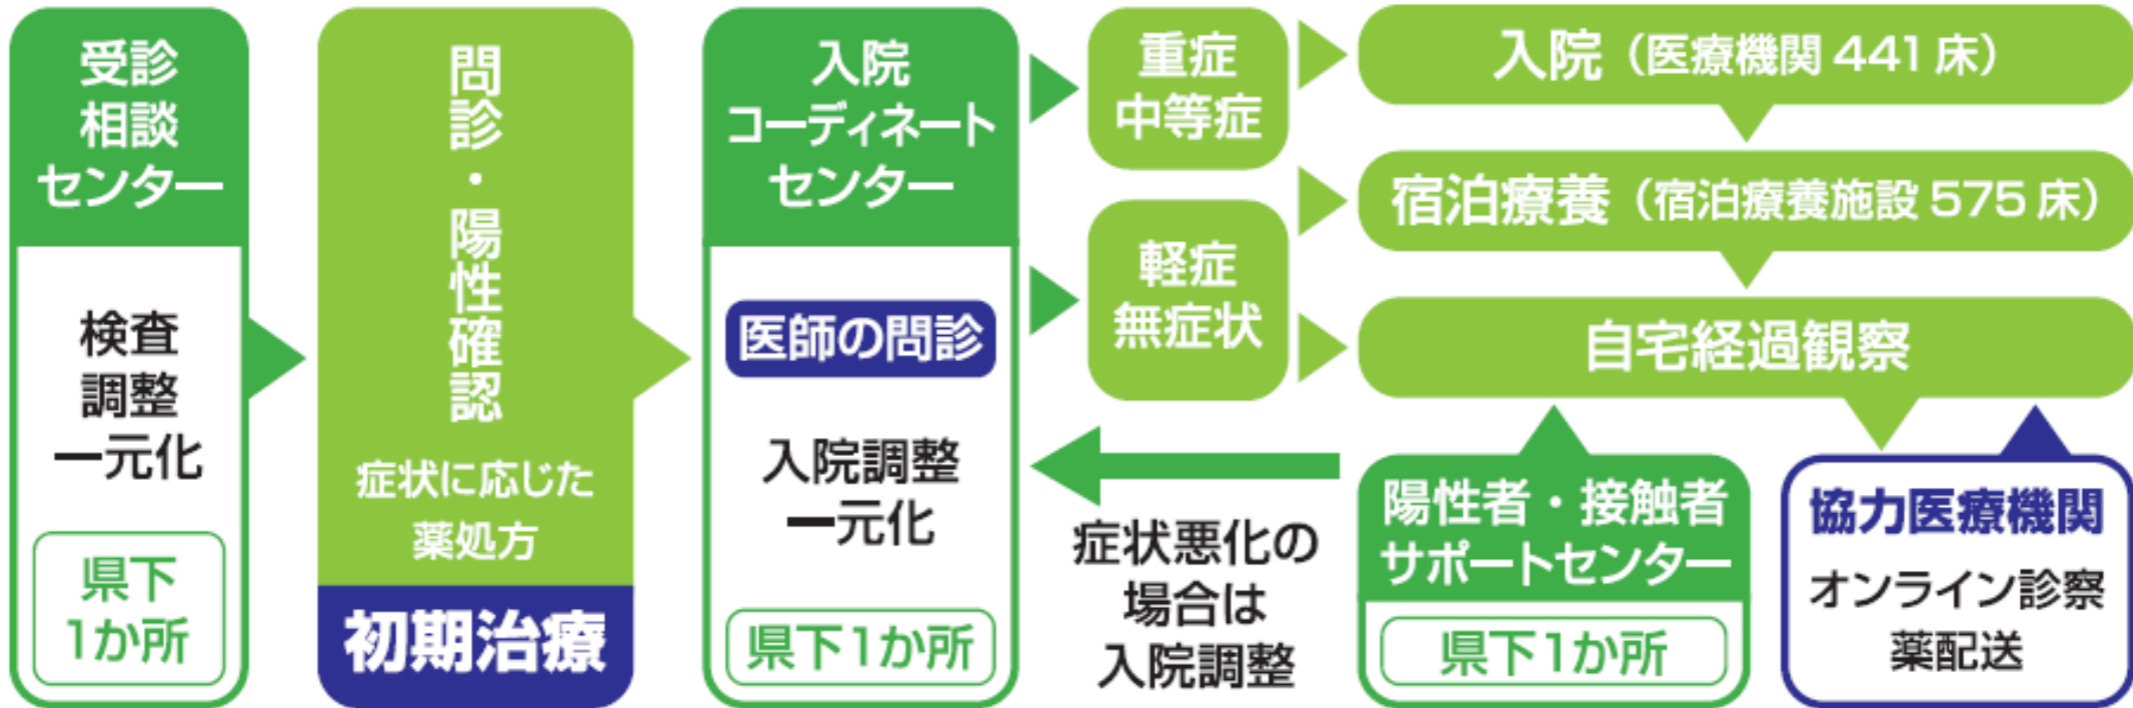 受診
相談
センター
検査
調整
一元化
県下
1か所
問診・陽性確認
症状に応じた
薬処方
初期治療
入院
コーディネート
センター
医師の問診
入院調整
一元化
県下1か所
重症
中等症
軽症
無症状
入院（医療機関441床）
宿泊療養（宿泊療養施設575床）
自宅経過観察
症状悪化の
場合は
入院調整
陽性者・接触者
サポートセンター
県下1か所
協力医療機関
オンライン診察
薬配送